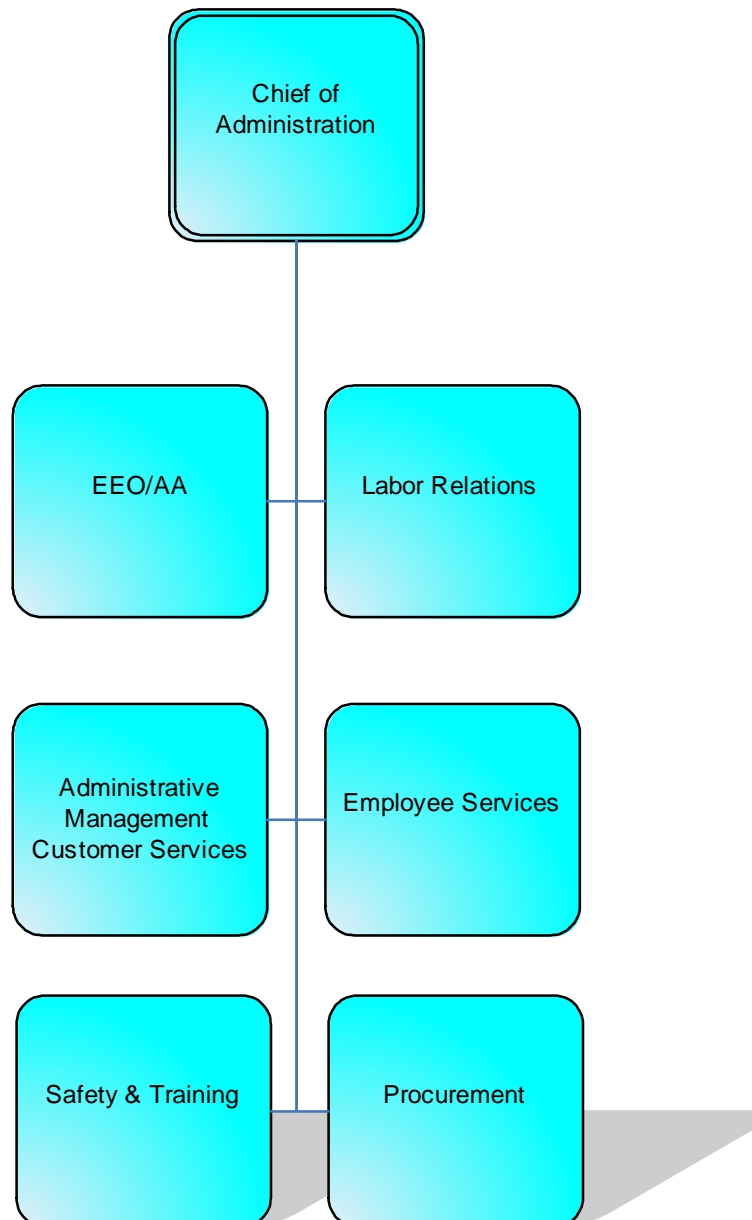 Chief of
Administration
EEO/AA
Labor Relations
Administrative
Management
Customer Services
Employee Services
Safety & Training
Procurement